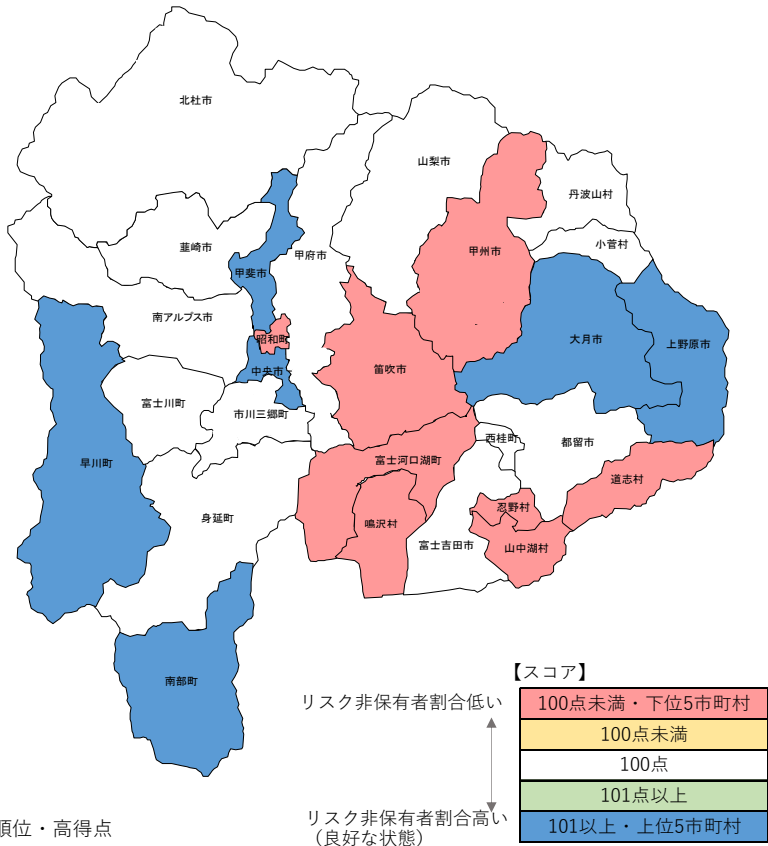 北杜市
山梨市
丹波山村
韮崎市
甲府市
甲州市
小菅村
甲斐市
南アルプス市
昭和町
大月市
上野原市
中央市
笛吹市
富士川町
市川三郷町
西桂町
都留市
早川町
富士河口湖町
道志村
身延町
鳴沢村
忍野村
富士吉田市
山中湖村
南部町
【スコア】
リスク非保有者割合低い
100点未満・下位5市町村
100点未満
100点
101点以上
リスク非保有者割合高い
（良好な状態）
101以上・上位5市町村
順位・高得点